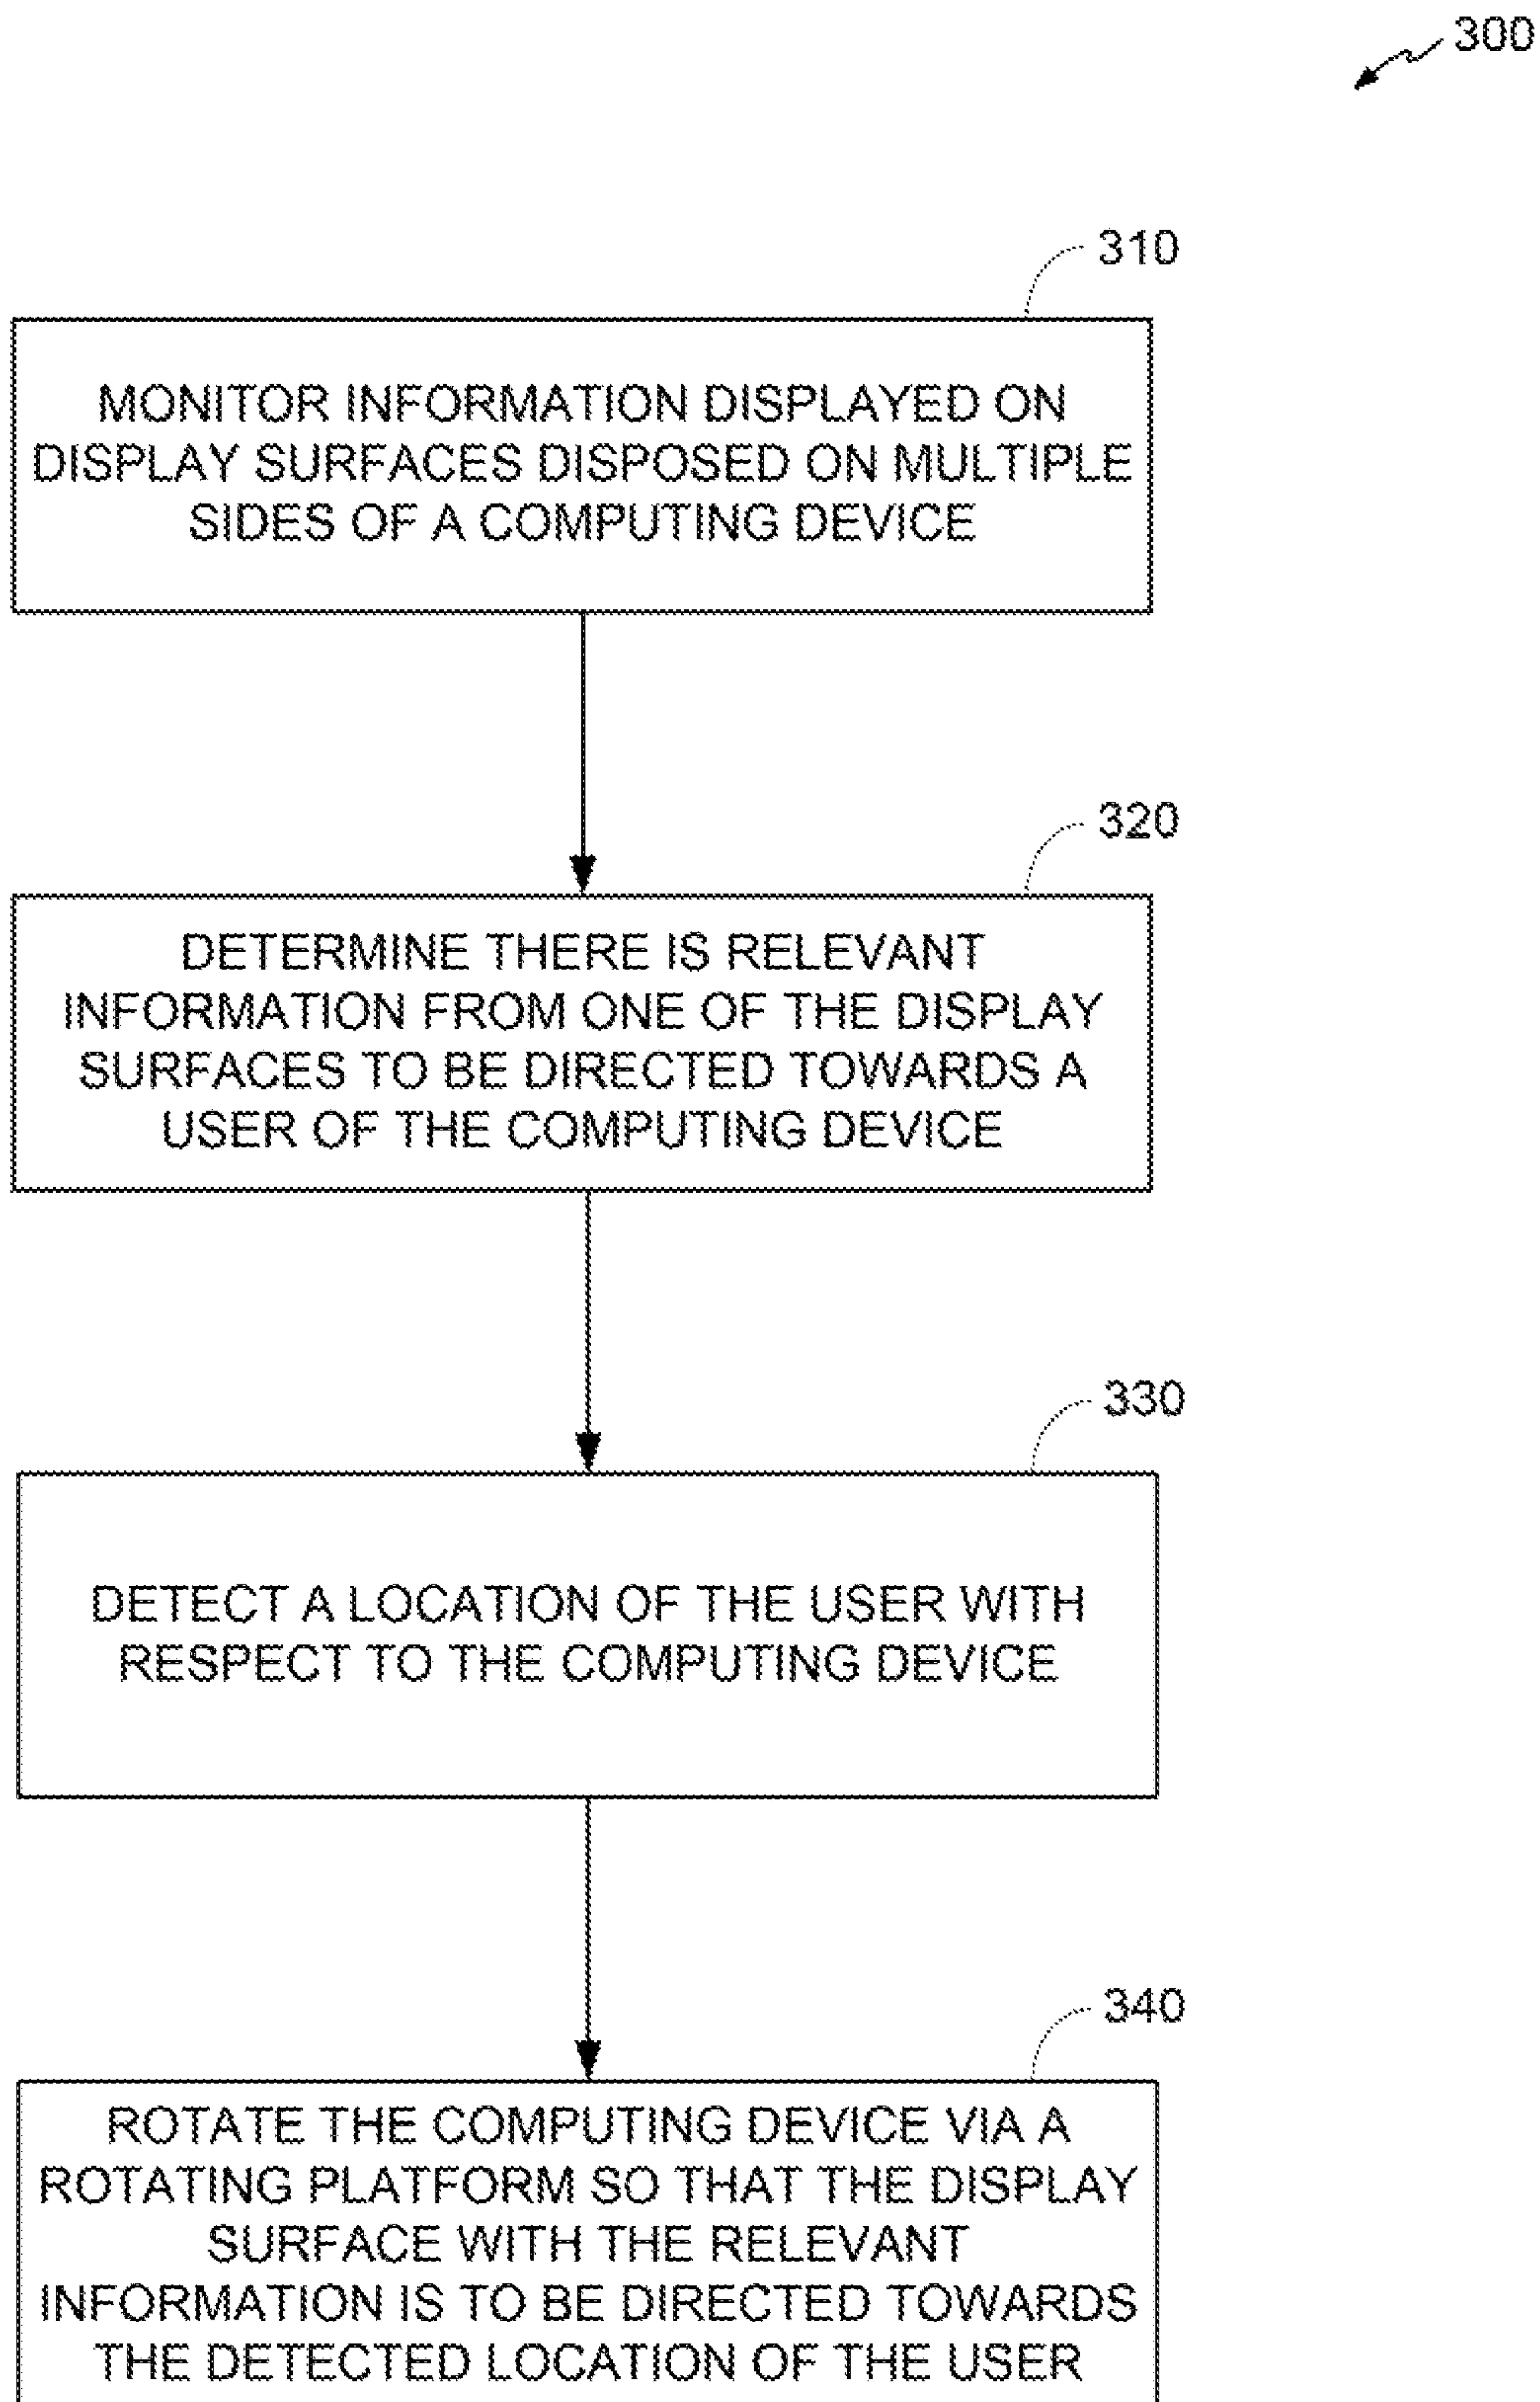 300
310
MONITOR INFORMATION DISPLAYED ON
DISPLAY SURFACES DISPOSED ON MULTIPLE
SIDES OF A COMPUTING DEVICE
320
DETERMINE THERE IS RELEVANT
INFORMATION FROM ONE OF THE DISPLAY
SURFACES TO BE DIRECTED TOWARDS A
USER OF THE COMPUTING DEVICE
330
DETECT A LOCATION OF THE USER WITH
RESPECT TO THE COMPUTING DEVICE
340
ROTATE THE COMPUTING DEVICE VIA A
ROTATING PLATFORM SO THAT THE DISPLAY
SURFACE WITH THE RELEVANT
INFORMATION IS TO BE DIRECTED TOWARDS
THE DETECTED LOCATION OF THE USER